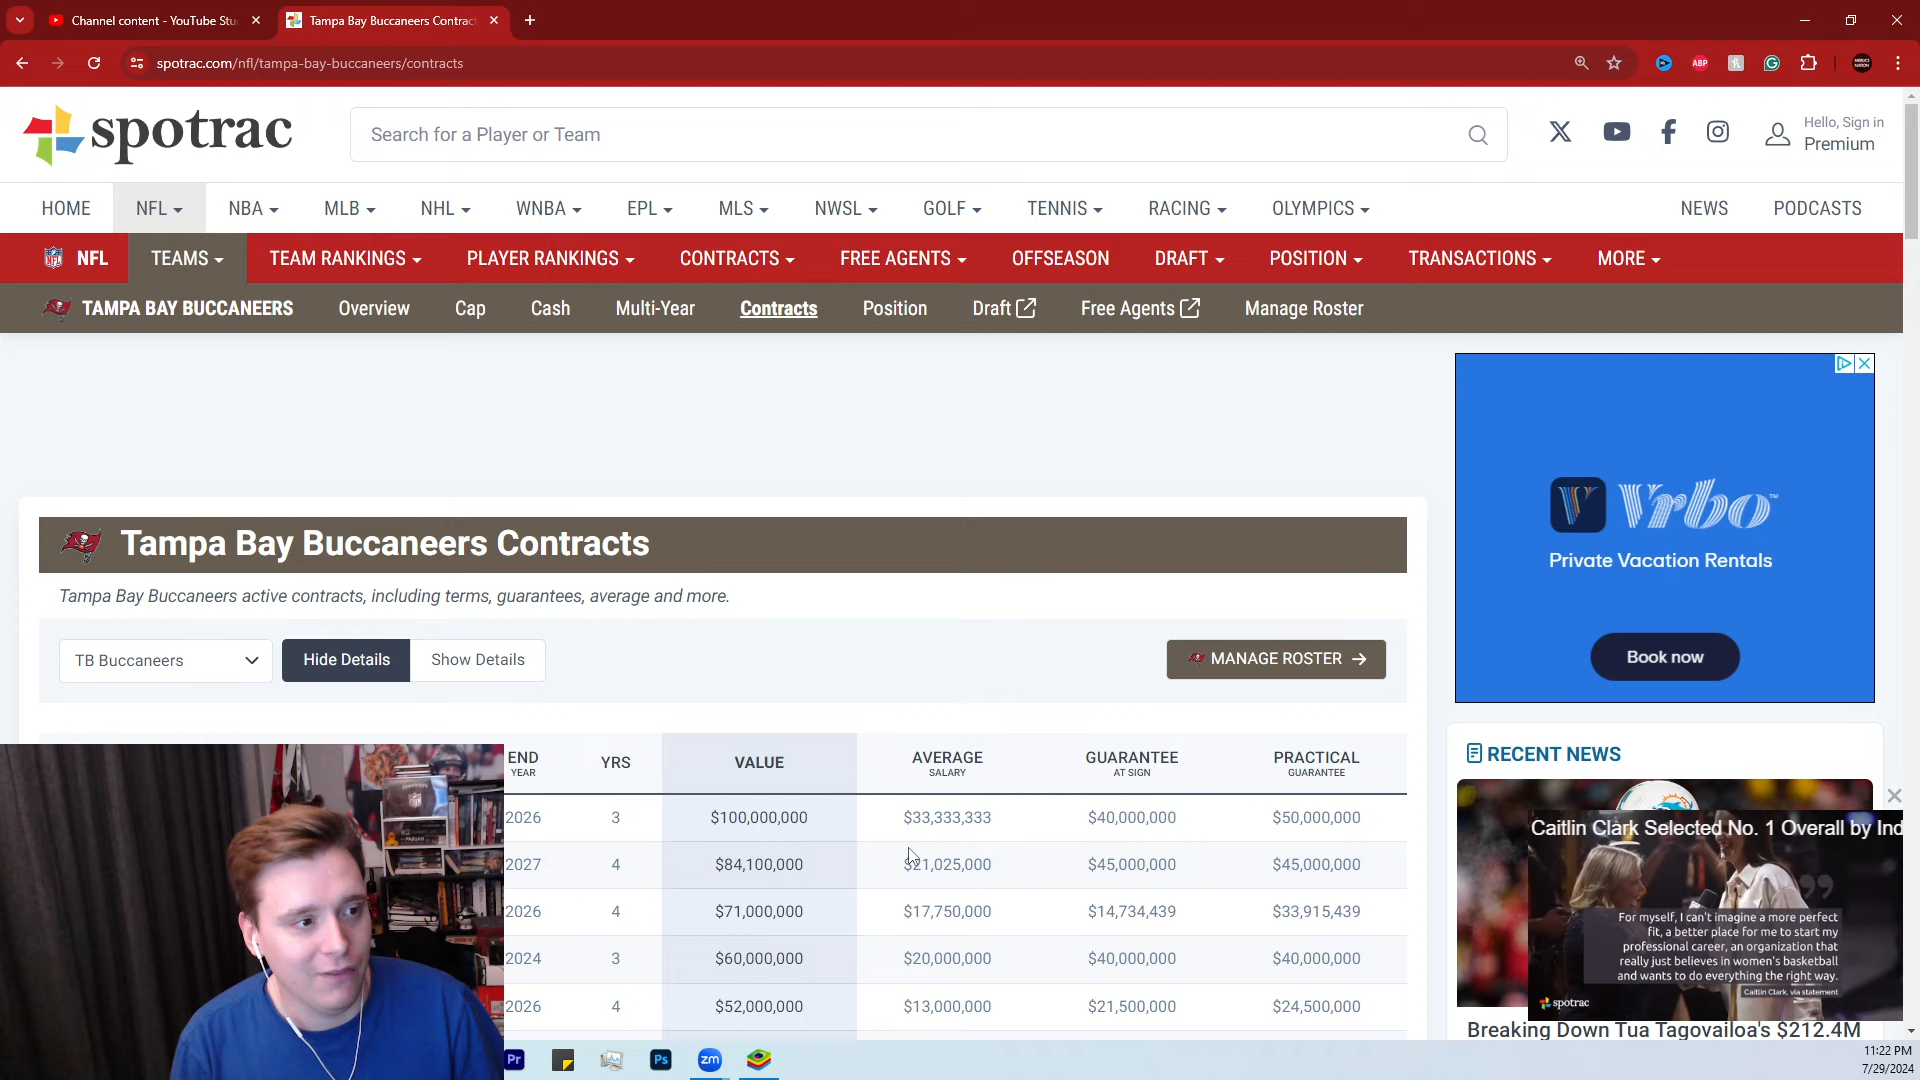 Channel content - YouTube Stu
Tampa Bay Buccaneers Contrac
spotrac.com/nfl/tampa-bay-buccaneers/contracts
ABP
spotrac
Search for a Player or Team
Hello, Sign in
Premium
HOME NFL NBA MLB NHL WNBA EPL MLS NWSL GOLF TENNIS RACING OLYMPICS NEWS PODCASTS
NFL TEAMS TEAM RANKINGS PLAYER RANKINGS CONTRACTS FREE AGENTS OFFSEASON DRAFT POSITION TRANSACTIONS MORE
TAMPA BAY BUCCANEERS Overview Cap Cash Multi-Year Contracts Position Draft Free Agents Manage Roster
Tampa Bay Buccaneers Contracts
Tampa Bay Buccaneers active contracts, including terms, guarantees, average and more.
TB Buccaneers Hide Details Show Details MANAGE ROSTER
END YEAR YRS VALUE AVERAGE SALARY GUARANTEE AT SIGN PRACTICAL GUARANTEE
2026 3 $100,000,000 $33,333,333 $40,000,000 $50,000,000
2027 4 $84,100,000 $21,025,000 $45,000,000 $45,000,000
2026 4 $71,000,000 $17,750,000 $14,734,439 $33,915,439
2024 3 $60,000,000 $20,000,000 $40,000,000 $40,000,000
2026 4 $52,000,000 $13,000,000 $21,500,000 $24,500,000
Vrbo™
Private Vacation Rentals
Book now
RECENT NEWS
Caitlin Clark Selected No. 1 Overall by Ind
For myself, I can't imagine a more perfect
fit, a better place for me to start my
professional career, an organization that
really just believes in women's basketball
and wants to do everything the right way.
Caitlin Clark, via statement
spotrac
Breaking Down Tua Tagovailoa's $212.4M
Pr
Ps
zm
11:22 PM
7/29/2024